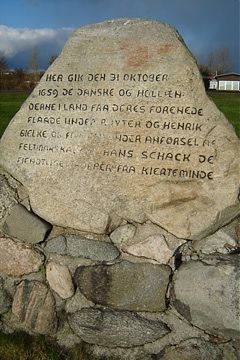 HER GIK DEN 31 OKTOBER
1659 DE DANSKE OG HOLLÆN-
DERNE I LAND FRA DERES FORENEDE
FLAADE UNDER RUYTER OG HENRIK
BIELKE OG UNDER ANFØRSEL AF
FELTMARSKAL HANS SCHACK DE
FIENDTLIGE TROPPER FRA KJERTEMINDE